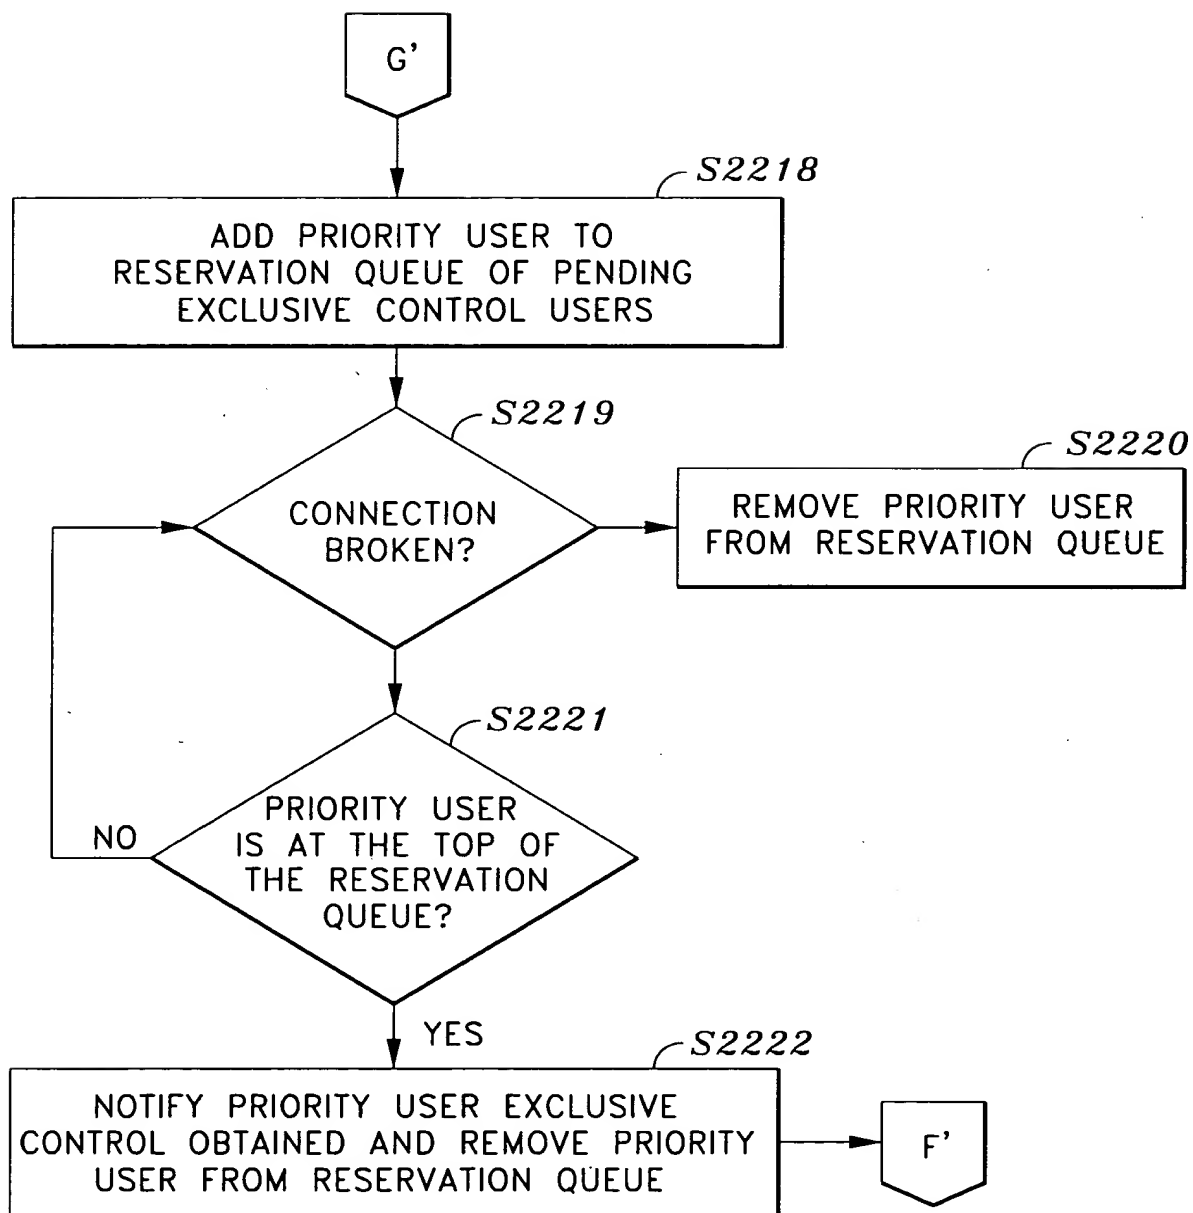 G'
S2218
ADD PRIORITY USER TO
RESERVATION QUEUE OF PENDING
EXCLUSIVE CONTROL USERS
S2219
CONNECTION
BROKEN?
S2220
REMOVE PRIORITY USER
FROM RESERVATION QUEUE
S2221
PRIORITY USER
IS AT THE TOP OF
THE RESERVATION
QUEUE?
NO
YES
S2222
NOTIFY PRIORITY USER EXCLUSIVE
CONTROL OBTAINED AND REMOVE PRIORITY
USER FROM RESERVATION QUEUE
F'